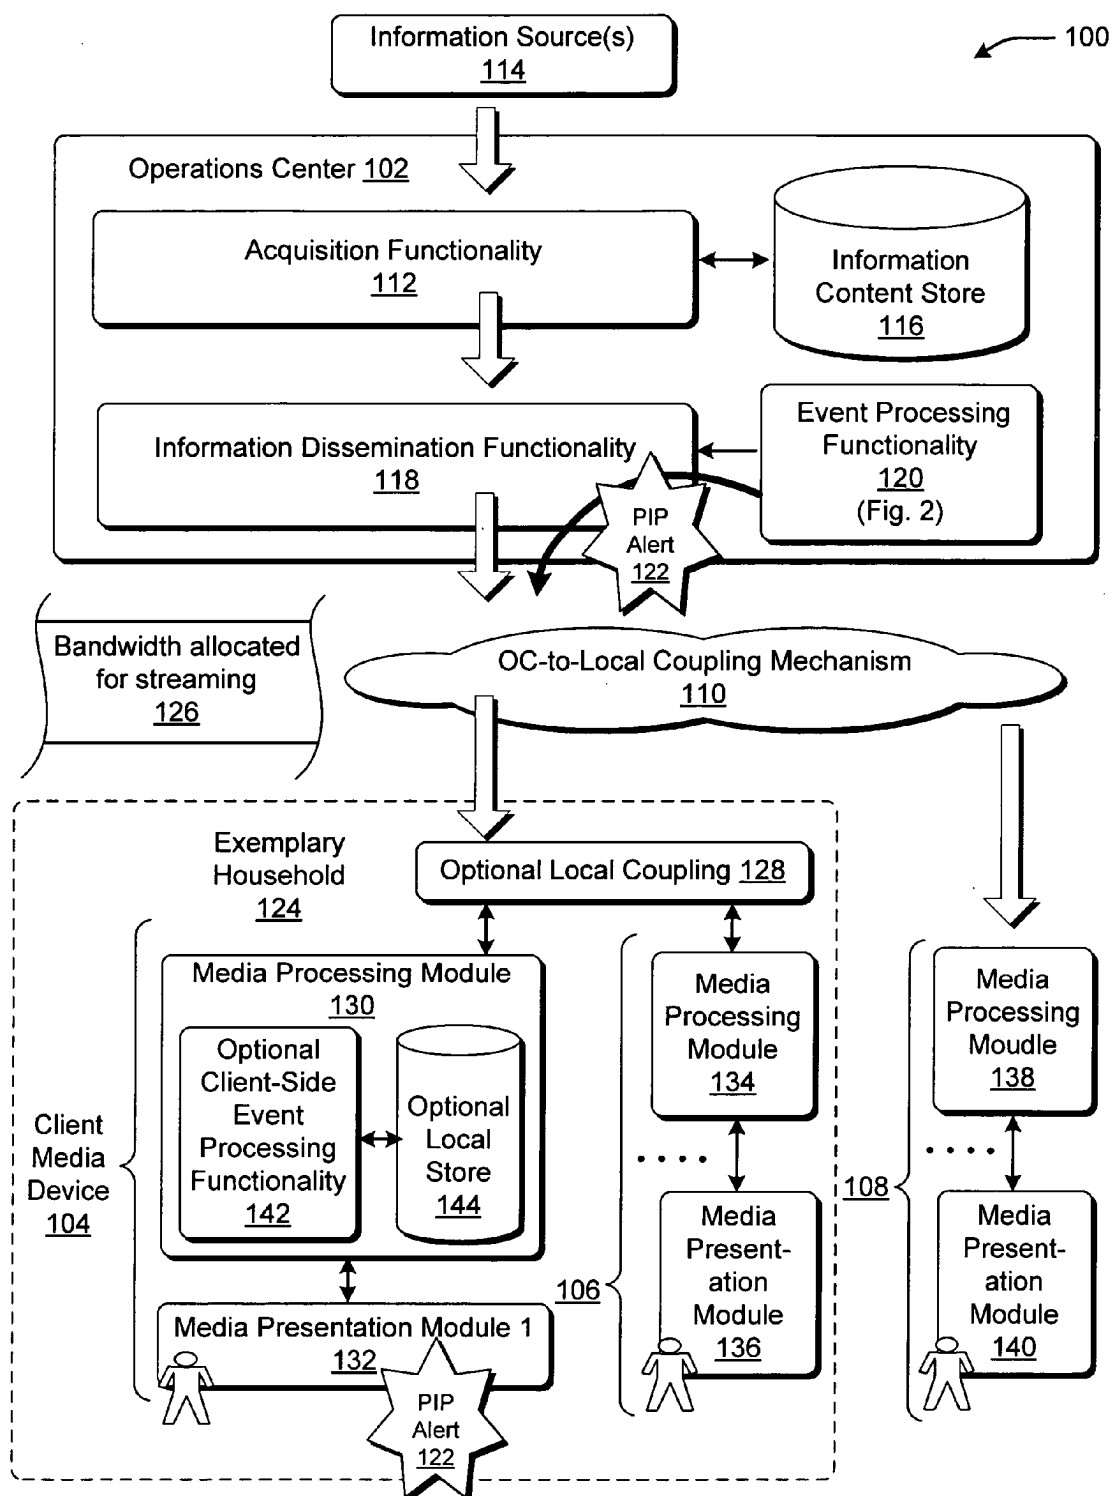 Information Source(s)
114
100
Operations Center 102
Acquisition Functionality
112
Information
Content Store
116
Information Dissemination Functionality
118
Event Processing
Functionality
120
(Fig. 2)
PIP
Alert
122
Bandwidth allocated
for streaming
126
OC-to-Local Coupling Mechanism
110
Exemplary
Household
124
Optional Local Coupling 128
Media Processing Module
130
Optional
Client-Side
Event
Processing
Functionality
142
Optional
Local
Store
144
Client
Media
Device
104
Media Presentation Module 1
132
PIP
Alert
122
Media
Processing
Module
134
. . . .
106
Media
Present-
ation
Module
136
Media
Processing
Moudle
138
. . . .
108
Media
Present-
ation
Module
140